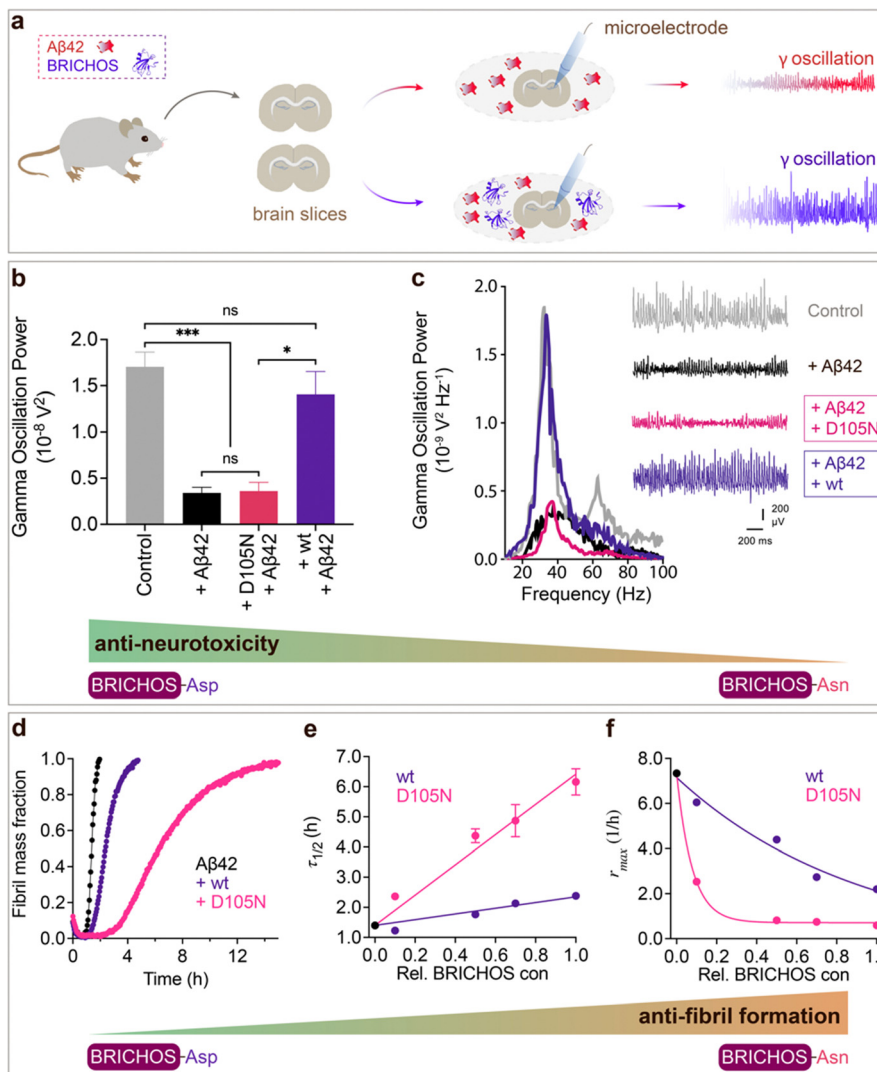 a
Aβ42
BRICHOS
microelectrode
γ oscillation
γ oscillation
brain slices
b
Gamma Oscillation Power
(10⁻⁸ V²)
2.0
1.5
1.0
0.5
0.0
ns
***
*
ns
Control
+ Aβ42
+ D105N
+ Aβ42
+ wt
+ Aβ42
c
Gamma Oscillation Power
(10⁻⁹ V² Hz⁻¹)
2.0
1.5
1.0
0.5
0.0
20 40 60 80 100
Frequency (Hz)
Control
+ Aβ42
+ Aβ42
+ D105N
+ Aβ42
+ wt
200
µV
200 ms
anti-neurotoxicity
BRICHOS-Asp
BRICHOS-Asn
d
Fibril mass fraction
1.0
0.8
0.6
0.4
0.2
0.0
0 4 8 12
Time (h)
Aβ42
+ wt
+ D105N
e
τ1/2 (h)
7.0
6.0
5.0
4.0
3.0
2.0
1.0
0.0 0.2 0.4 0.6 0.8 1.0
Rel. BRICHOS con
wt
D105N
f
rmax (1/h)
8.0
6.0
4.0
2.0
0.0
0.0 0.2 0.4 0.6 0.8 1.0
Rel. BRICHOS con
wt
D105N
anti-fibril formation
BRICHOS-Asp
BRICHOS-Asn